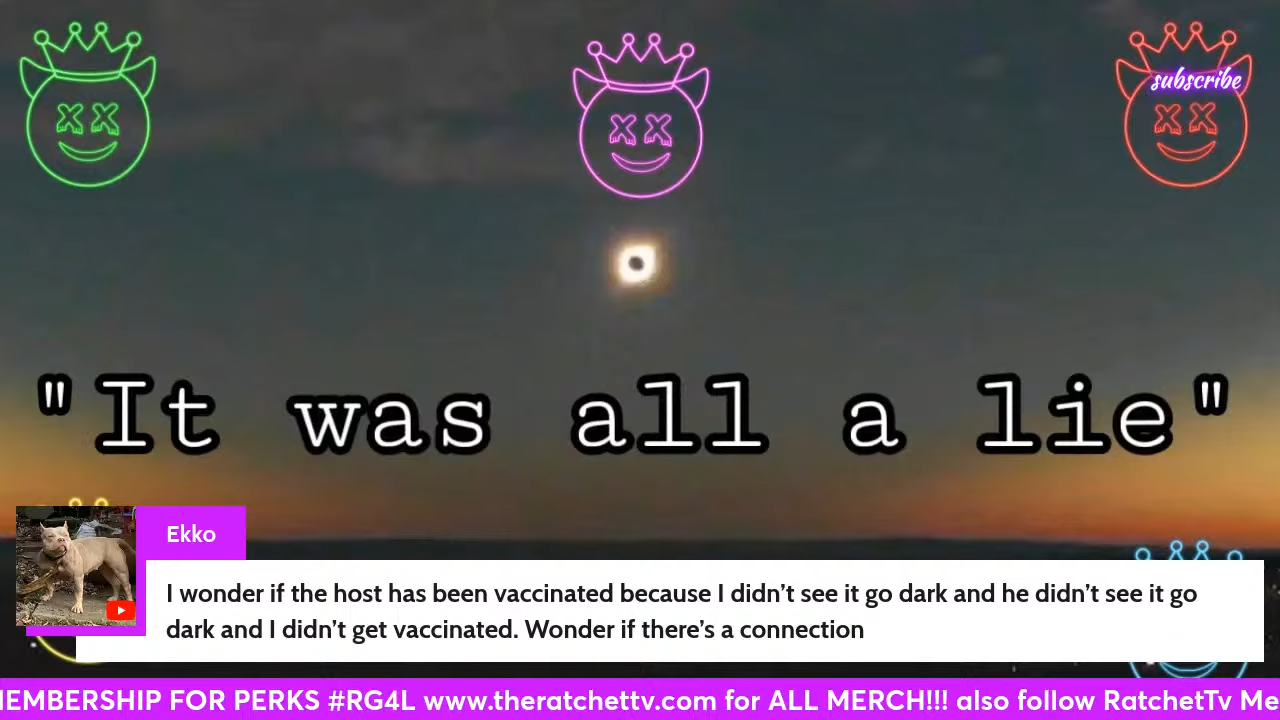 subscribe
"It was all a lie"
Ekko
I wonder if the host has been vaccinated because I didn’t see it go dark and he didn’t see it go
dark and I didn’t get vaccinated. Wonder if there’s a connection
MEMBERSHIP FOR PERKS #RG4L www.theratchettv.com for ALL MERCH!!! also follow RatchetTv Me